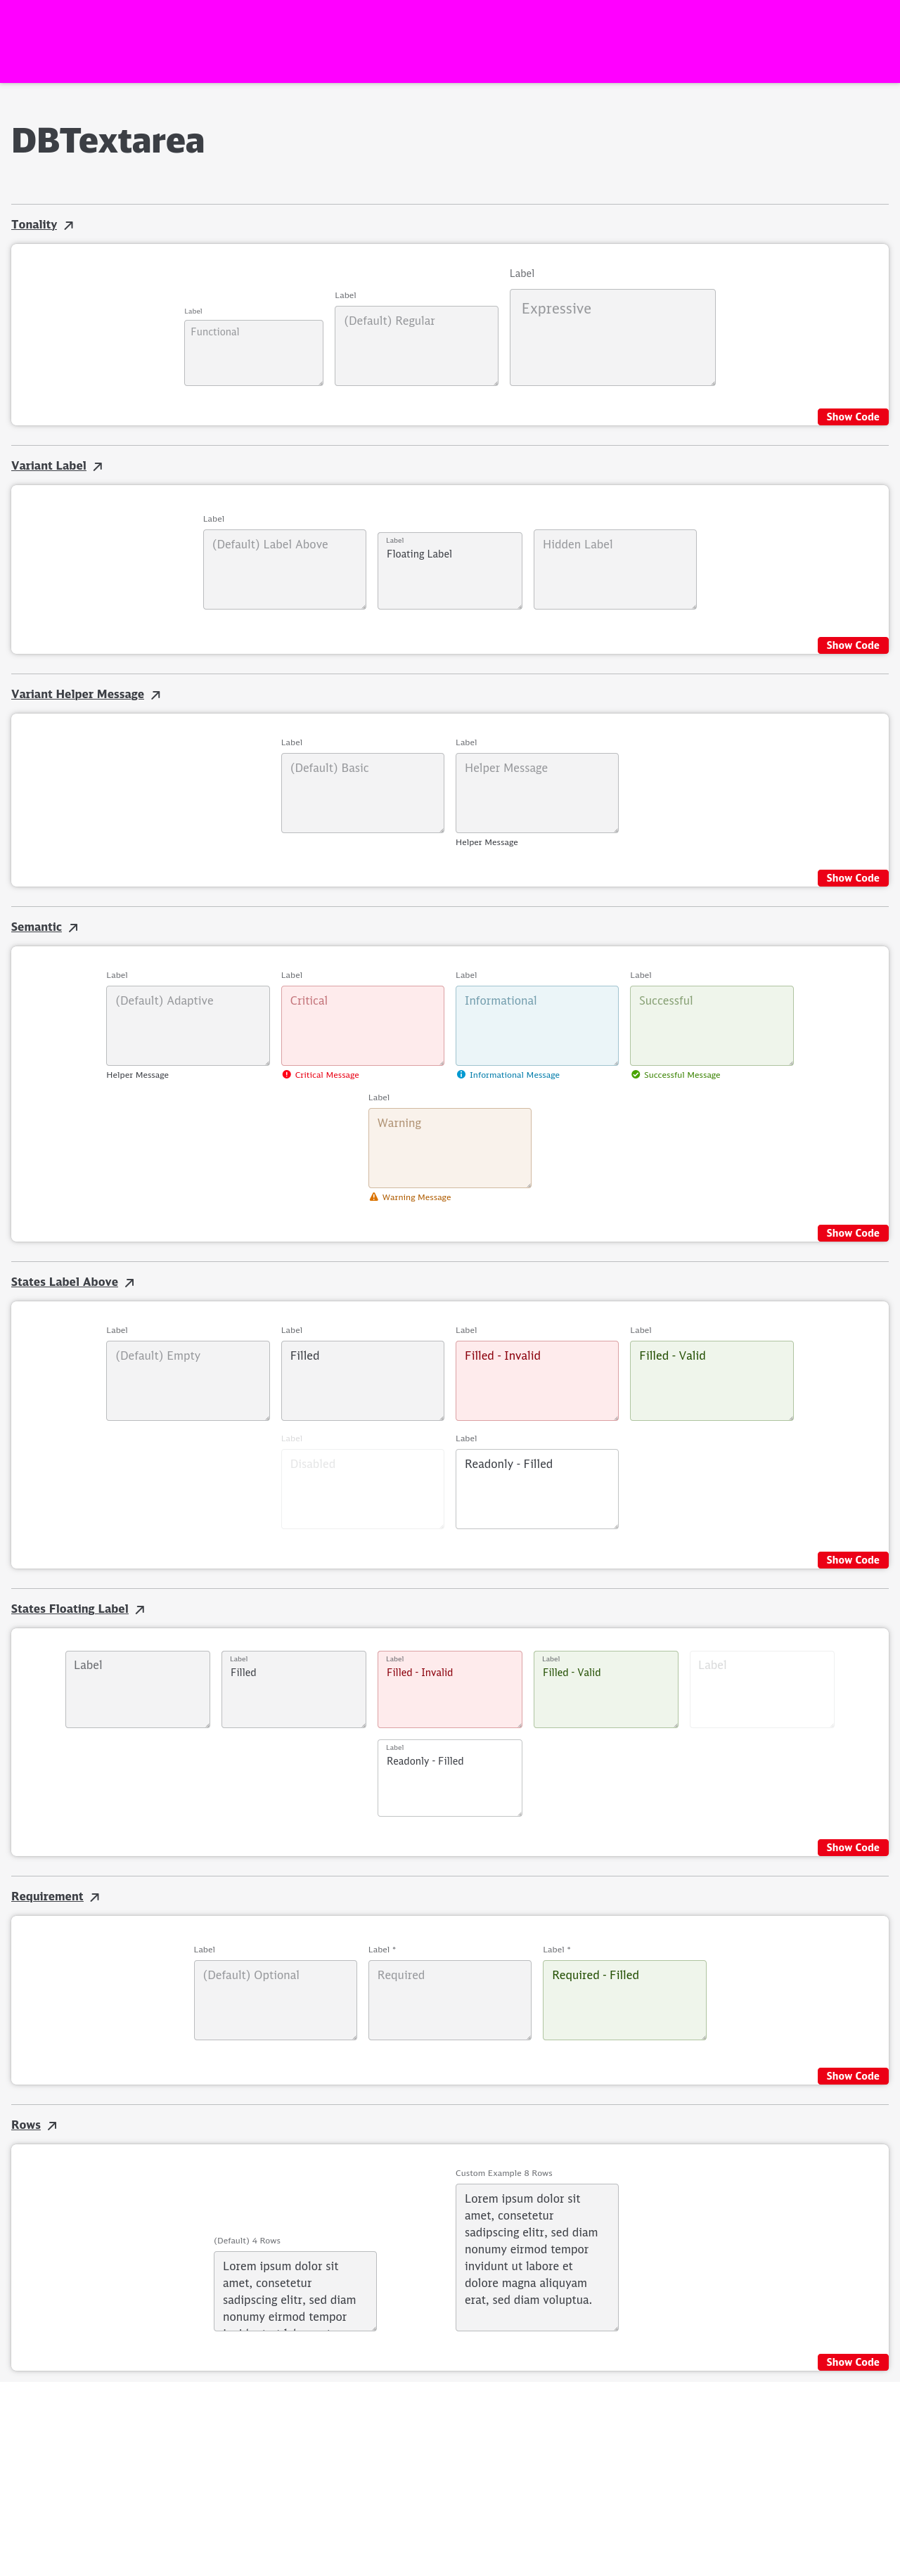 DBTextarea
Tonality
Label
Functional
Label
(Default) Regular
Label
Expressive
Show Code
Variant Label
Label
(Default) Label Above
Label
Floating Label
Hidden Label
Show Code
Variant Helper Message
Label
(Default) Basic
Label
Helper Message
Helper Message
Show Code
Semantic
Label
(Default) Adaptive
Helper Message
Label
Critical
Critical Message
Label
Informational
Informational Message
Label
Successful
Successful Message
Label
Warning
Warning Message
Show Code
States Label Above
Label
(Default) Empty
Label
Filled
Label
Filled - Invalid
Label
Filled - Valid
Label
Disabled
Label
Readonly - Filled
Show Code
States Floating Label
Label
Label
Filled
Label
Filled - Invalid
Label
Filled - Valid
Label
Label
Readonly - Filled
Show Code
Requirement
Label
(Default) Optional
Label *
Required
Label *
Required - Filled
Show Code
Rows
(Default) 4 Rows
Lorem ipsum dolor sit
amet, consetetur
sadipscing elitr, sed diam
nonumy eirmod tempor
Custom Example 8 Rows
Lorem ipsum dolor sit
amet, consetetur
sadipscing elitr, sed diam
nonumy eirmod tempor
invidunt ut labore et
dolore magna aliquyam
erat, sed diam voluptua.
Show Code